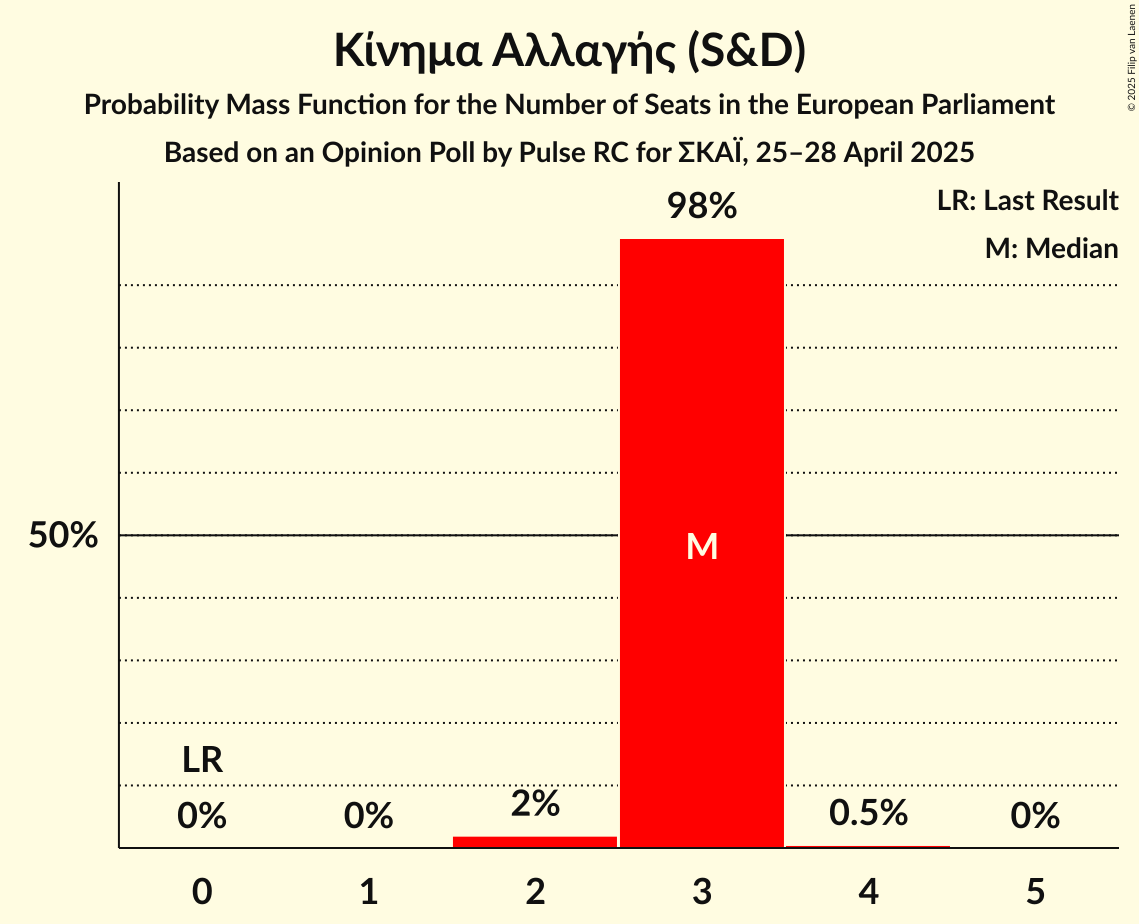 Κίνημα Αλλαγής (S&D)
Probability Mass Function for the Number of Seats in the European Parliament
Based on an Opinion Poll by Pulse RC for ΣΚΑΪ, 25–28 April 2025
© 2025 Filip van Laenen
LR: Last Result
M: Median
98%
50%
M
LR
0%
0%
2%
0.5%
0%
0
1
2
3
4
5